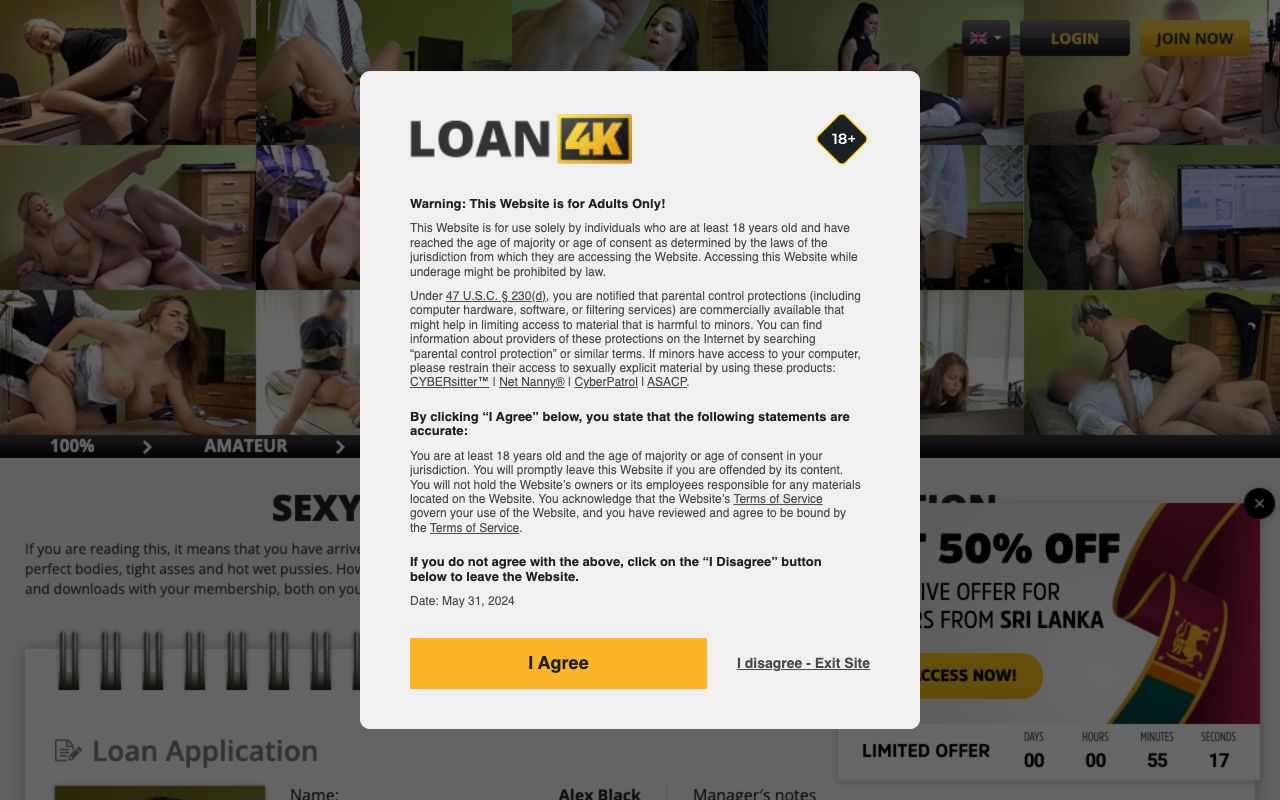 LOGIN
JOIN NOW
LOAN 4K
18+
Warning: This Website is for Adults Only!
This Website is for use solely by individuals who are at least 18 years old and have
reached the age of majority or age of consent as determined by the laws of the
jurisdiction from which they are accessing the Website. Accessing this Website while
underage might be prohibited by law.
Under 47 U.S.C. § 230(d), you are notified that parental control protections (including
computer hardware, software, or filtering services) are commercially available that
might help in limiting access to material that is harmful to minors. You can find
information about providers of these protections on the Internet by searching
“parental control protection” or similar terms. If minors have access to your computer,
please restrain their access to sexually explicit material by using these products:
CYBERsitter™ | Net Nanny® | CyberPatrol | ASACP.
By clicking “I Agree” below, you state that the following statements are
accurate:
You are at least 18 years old and the age of majority or age of consent in your
jurisdiction. You will promptly leave this Website if you are offended by its content.
You will not hold the Website’s owners or its employees responsible for any materials
located on the Website. You acknowledge that the Website’s Terms of Service
govern your use of the Website, and you have reviewed and agree to be bound by
the Terms of Service.
If you do not agree with the above, click on the “I Disagree” button
below to leave the Website.
Date: May 31, 2024
I Agree
I disagree - Exit Site
100%
AMATEUR
SEXY
If you are reading this, it means that you have
perfect bodies, tight asses and hot wet pussies.
and downloads with your membership, both on
50% OFF
OFFER FOR
FROM SRI LANKA
NOW!
LIMITED OFFER
DAYS HOURS MINUTES SECONDS
00 00 55 17
Loan Application
Name:
Alex Black
Manager’s notes